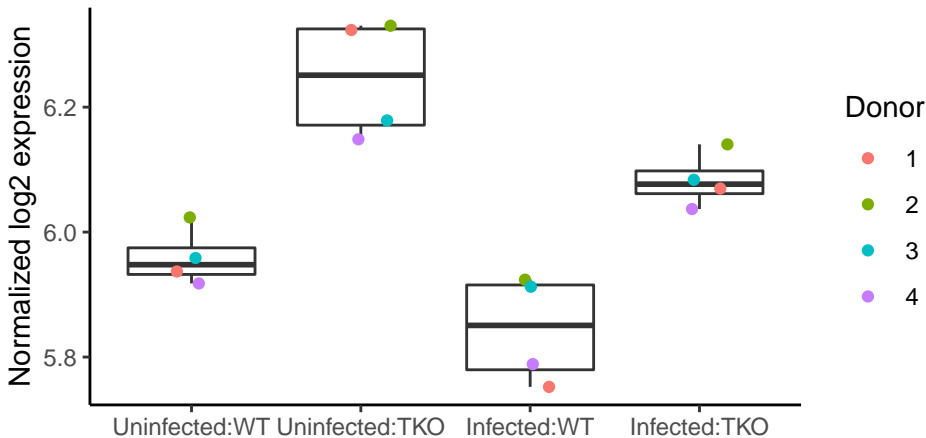 Normalized log2 expression
6.2
6.0
5.8
Uninfected:WT
Uninfected:TKO
Infected:WT
Infected:TKO
Donor
1
2
3
4